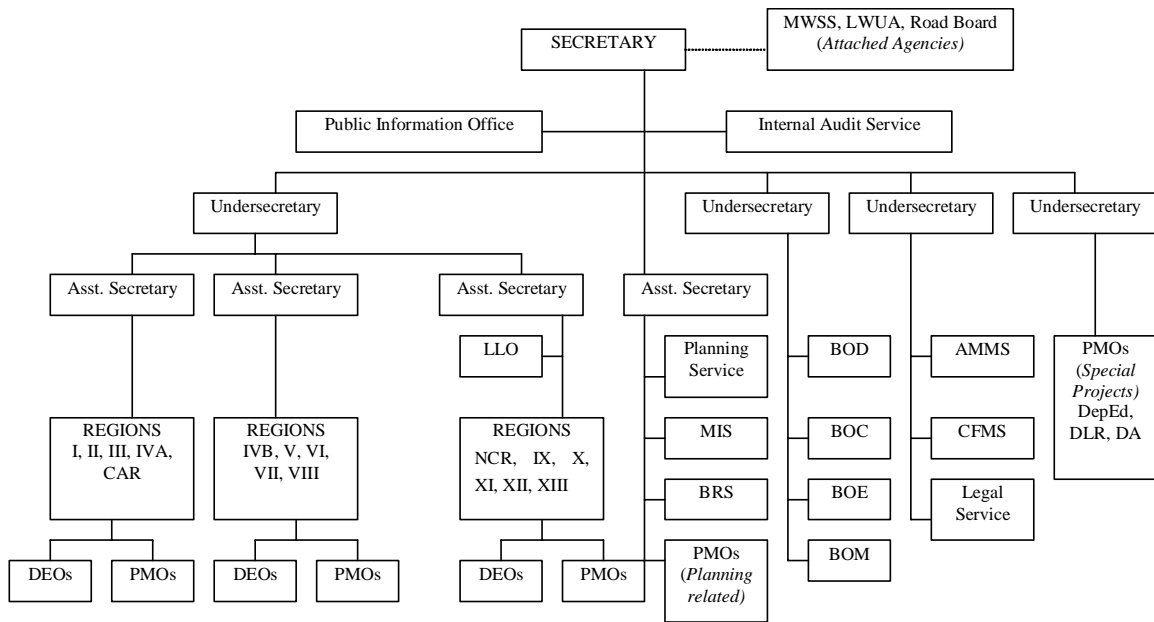 MWSS, LWUA, Road Board
(Attached Agencies)
SECRETARY
Public Information Office
Internal Audit Service
Undersecretary
Undersecretary
Undersecretary
Undersecretary
Asst. Secretary
Asst. Secretary
Asst. Secretary
Asst. Secretary
LLO
Planning
Service
BOD
AMMS
PMOs
(Special
Projects)
DepEd,
DLR, DA
REGIONS
I, II, III, IVA,
CAR
REGIONS
IVB, V, VI,
VII, VIII
REGIONS
NCR, IX, X,
XI, XII, XIII
MIS
BOC
CFMS
BRS
BOE
Legal
Service
DEOs
PMOs
DEOs
PMOs
DEOs
PMOs
PMOs
(Planning
related)
BOM